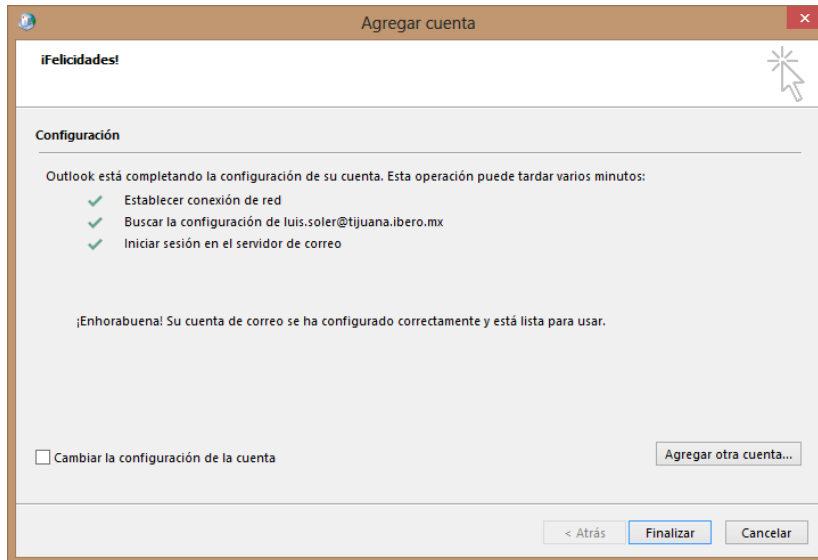 Agregar cuenta
¡Felicidades!
Configuración
Outlook está completando la configuración de su cuenta. Esta operación puede tardar varios minutos:
Establecer conexión de red
Buscar la configuración de luis.soler@tijuana.ibero.mx
Iniciar sesión en el servidor de correo
¡Enhorabuena! Su cuenta de correo se ha configurado correctamente y está lista para usar.
Cambiar la configuración de la cuenta
Agregar otra cuenta...
< Atrás
Finalizar
Cancelar